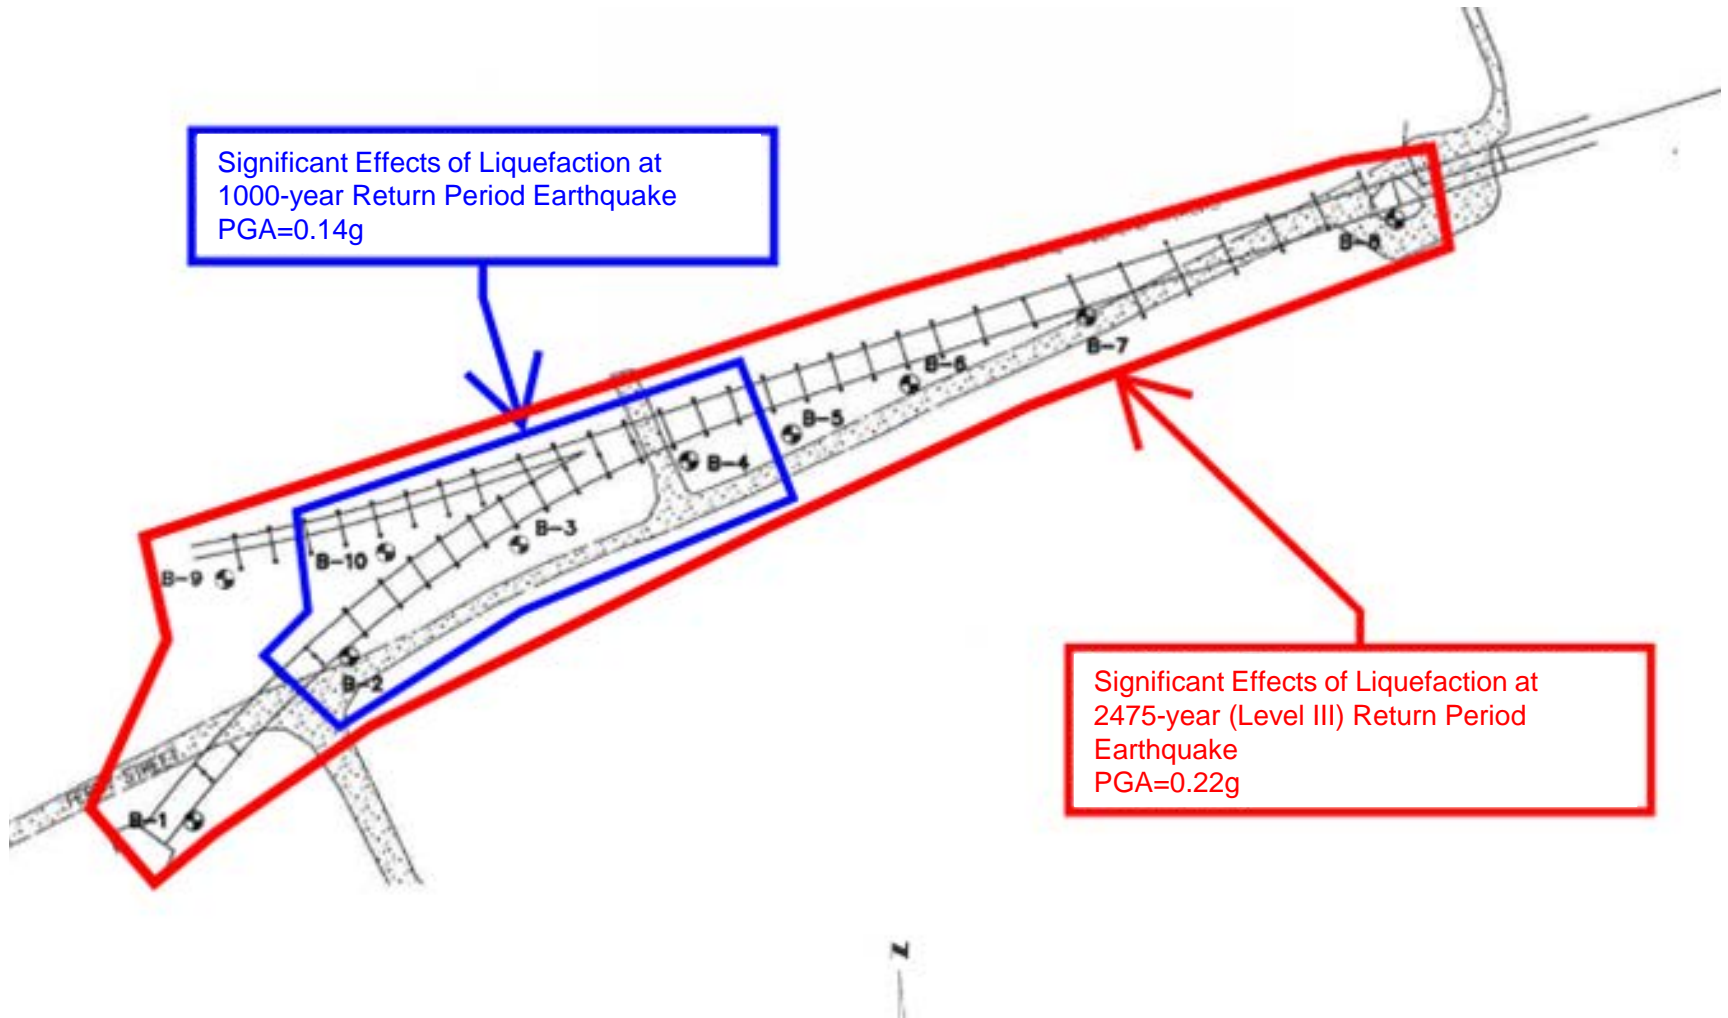 Significant Effects of Liquefaction at
1000-year Return Period Earthquake
PGA=0.14g
B-8
B-7
B-6
B-5
B-4
B-3
B-10
B-9
B-2
STREET
B-1
Significant Effects of Liquefaction at
2475-year (Level III) Return Period
Earthquake
PGA=0.22g